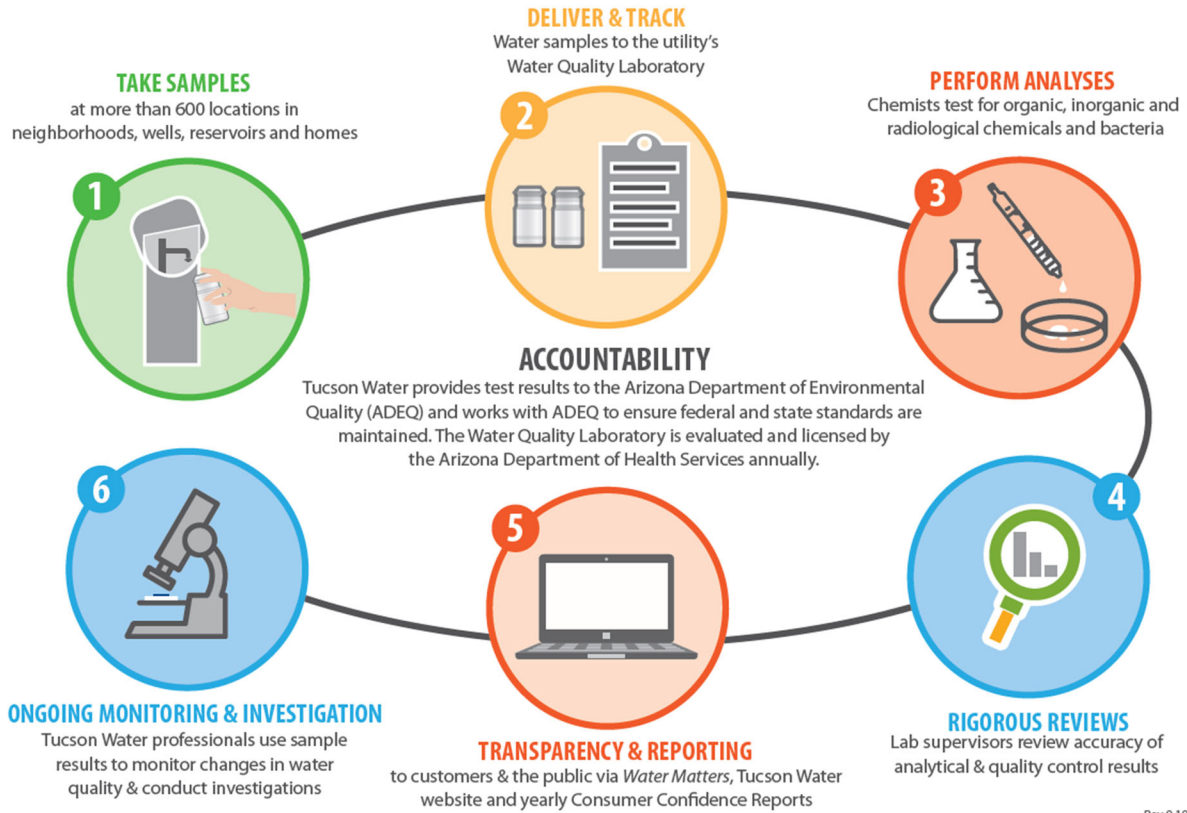 TAKE SAMPLES
at more than 600 locations in
neighborhoods, wells, reservoirs and homes
1
DELIVER & TRACK
Water samples to the utility's
Water Quality Laboratory
2
PERFORM ANALYSES
Chemists test for organic, inorganic and
radiological chemicals and bacteria
3
ACCOUNTABILITY
Tucson Water provides test results to the Arizona Department of Environmental
Quality (ADEQ) and works with ADEQ to ensure federal and state standards are
maintained. The Water Quality Laboratory is evaluated and licensed by
the Arizona Department of Health Services annually.
4
RIGOROUS REVIEWS
Lab supervisors review accuracy of
analytical & quality control results
5
TRANSPARENCY & REPORTING
to customers & the public via Water Matters, Tucson Water
website and yearly Consumer Confidence Reports
6
ONGOING MONITORING & INVESTIGATION
Tucson Water professionals use sample
results to monitor changes in water
quality & conduct investigations